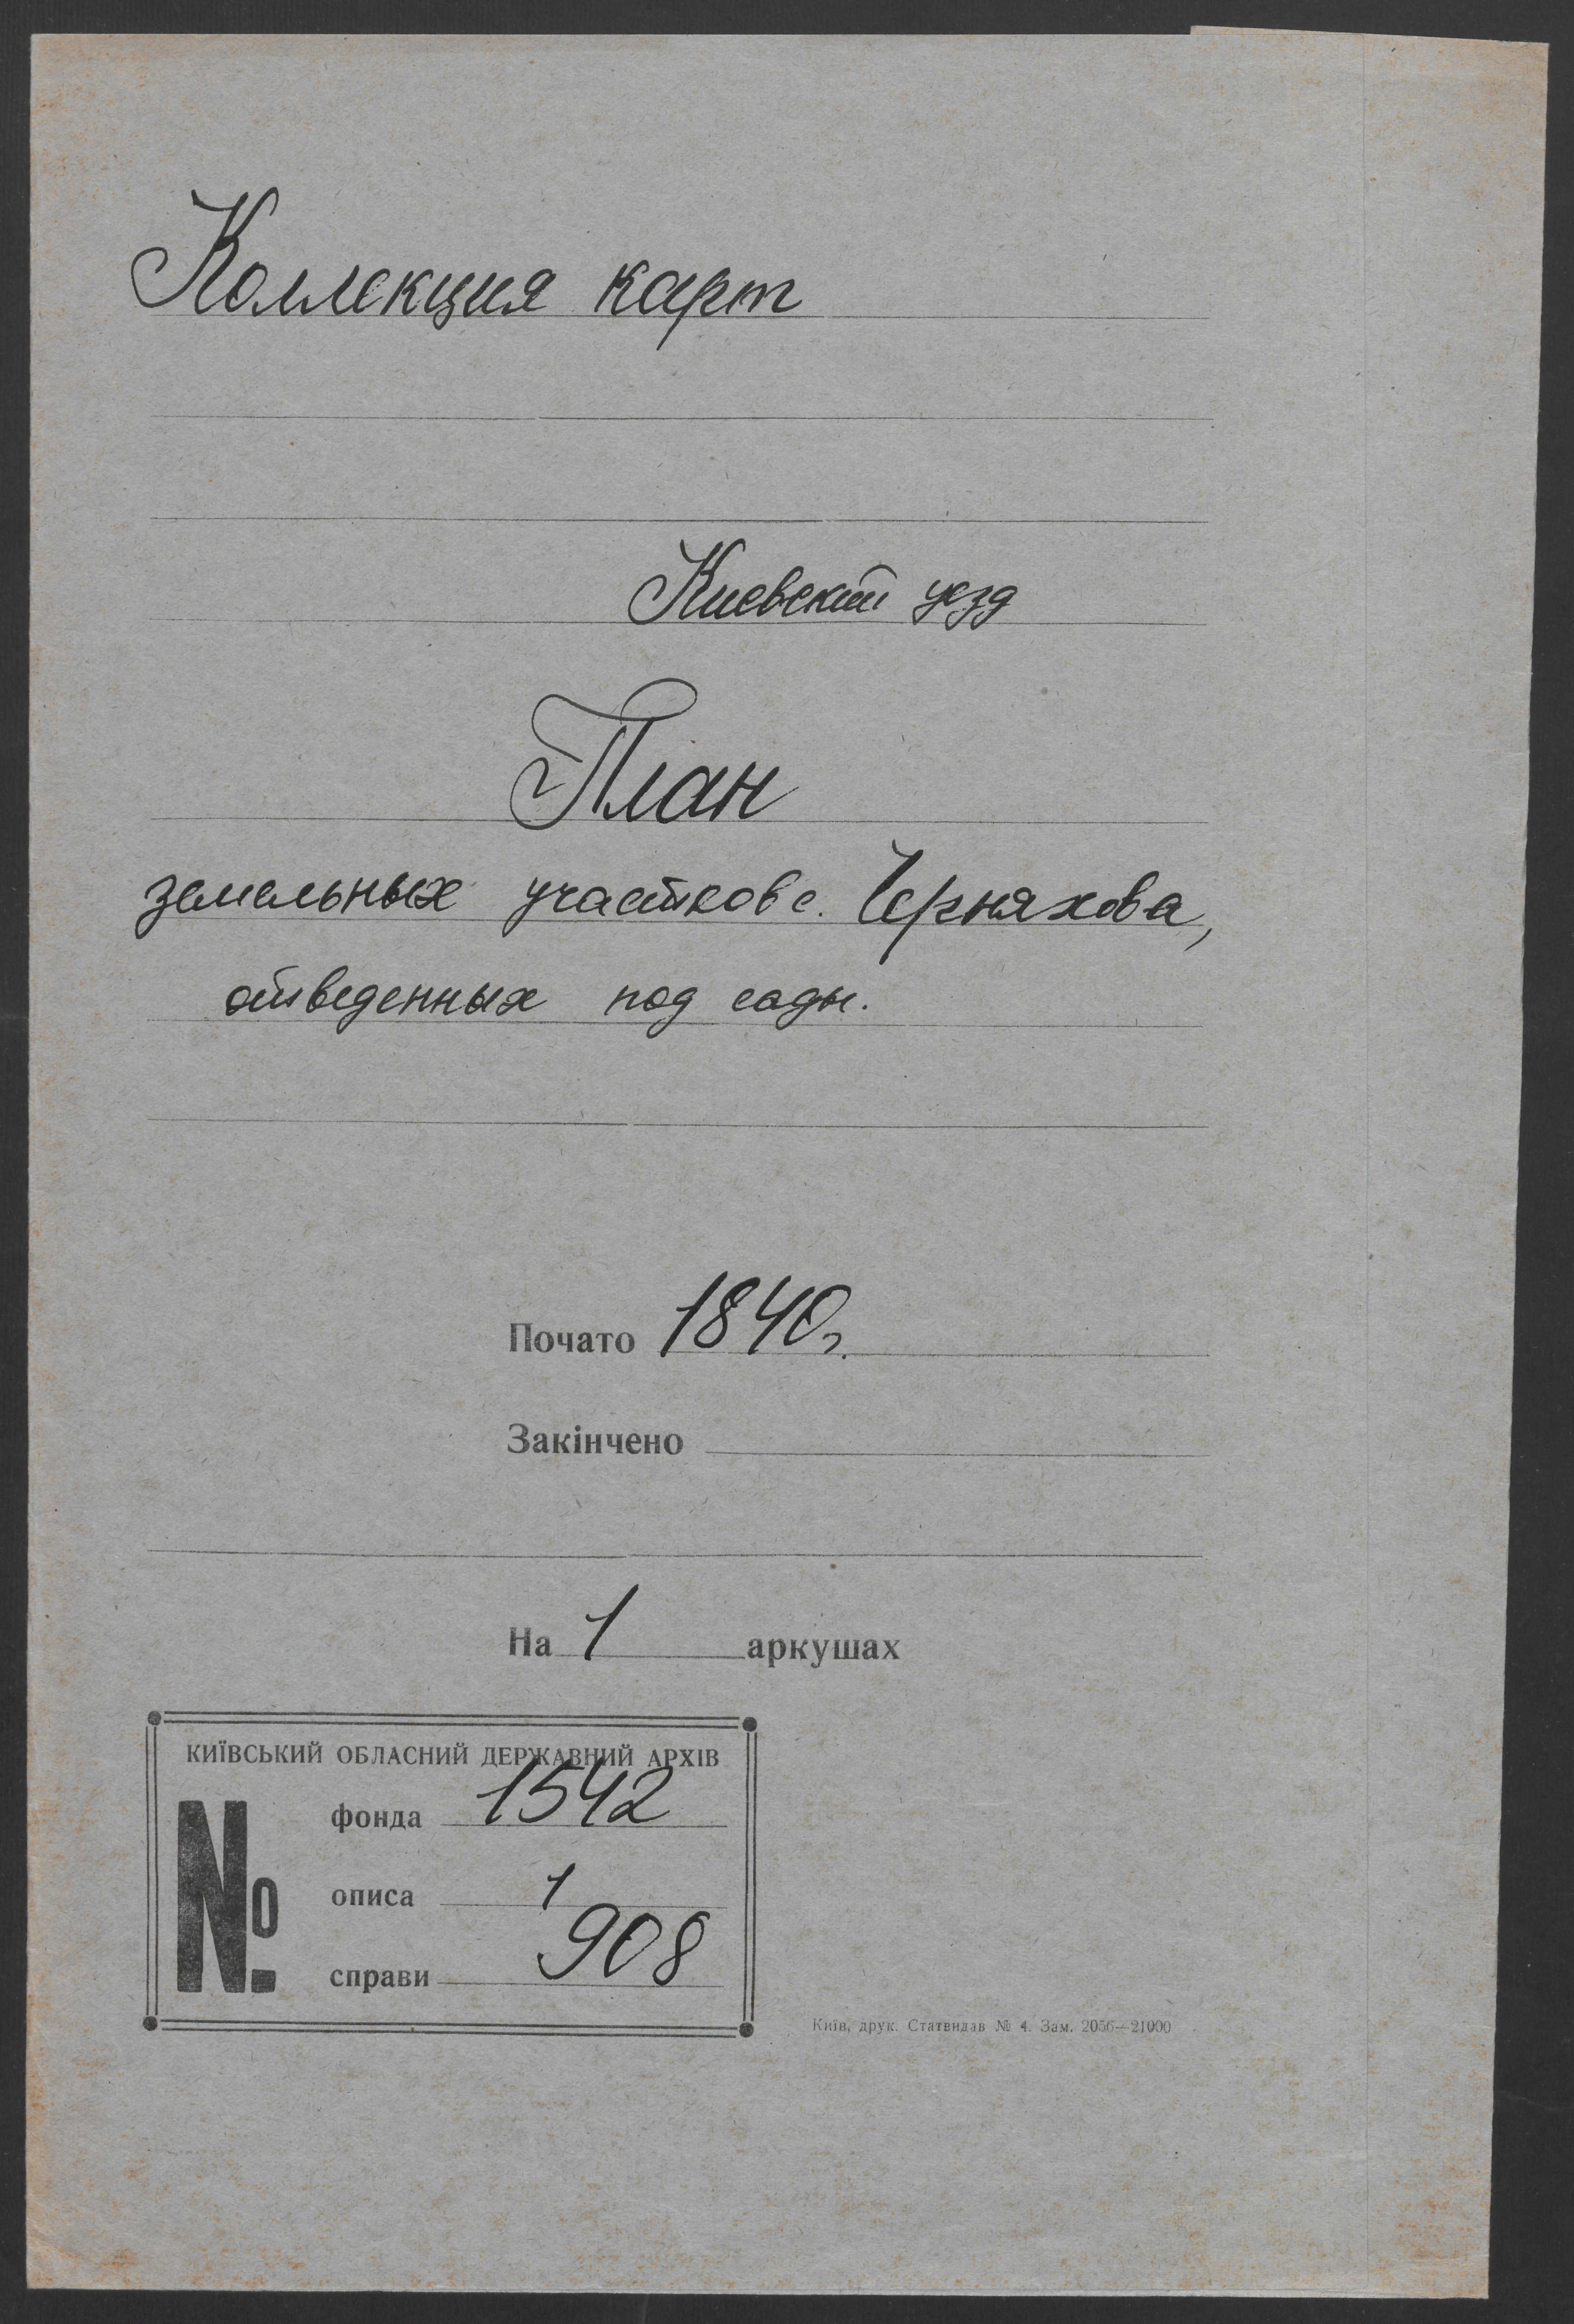 Коллекция карт
Киевский уезд
План
земельных участков с. Черняхова,
отведенных под сады.
Почато 1840 г.
Закінчено
На 1 аркушах
КИЇВСЬКИЙ ОБЛАСНИЙ ДЕРЖАВНИЙ АРХІВ
№
фонда 1542
описа 1
справи 908
Київ, друк. Статвидав № 4. Зам. 2056—21000